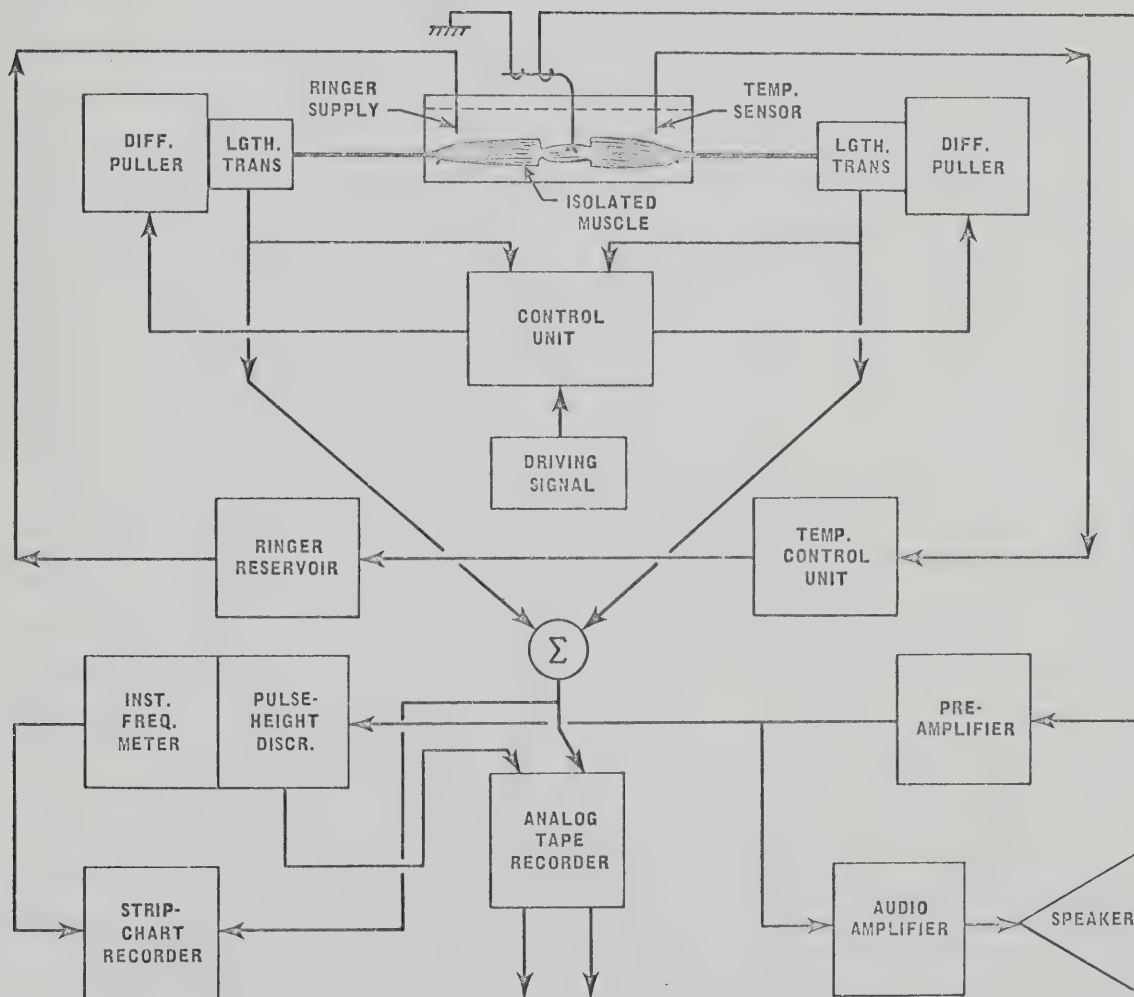 RINGER
SUPPLY
TEMP.
SENSOR
DIFF.
PULLER
LGTH.
TRANS
LGTH.
TRANS
DIFF.
PULLER
ISOLATED
MUSCLE
CONTROL
UNIT
DRIVING
SIGNAL
RINGER
RESERVOIR
TEMP.
CONTROL
UNIT
Σ
INST.
FREQ.
METER
PULSE-
HEIGHT
DISCR.
PRE-
AMPLIFIER
ANALOG
TAPE
RECORDER
STRIP-
CHART
RECORDER
AUDIO
AMPLIFIER
SPEAKER